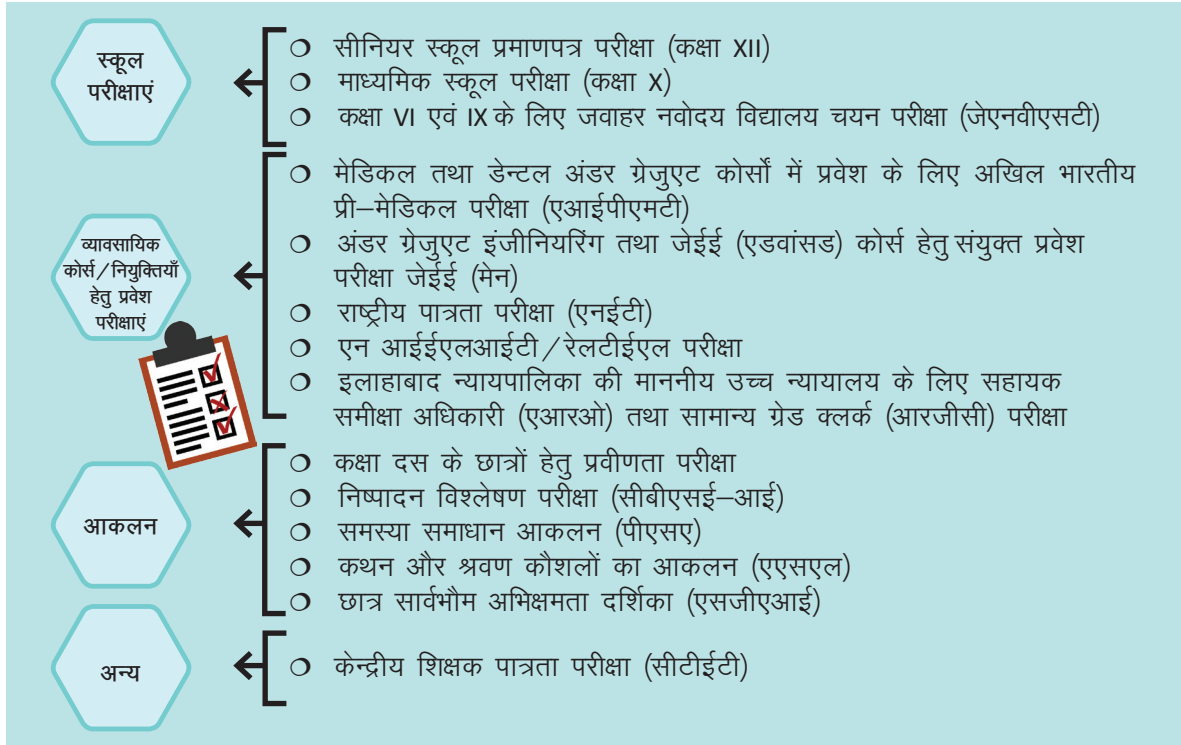 स्कूल
परीक्षाएं
❍ सीनियर स्कूल प्रमाणपत्र परीक्षा (कक्षा XII)
❍ माध्यमिक स्कूल परीक्षा (कक्षा X)
❍ कक्षा VI एवं IX के लिए जवाहर नवोदय विद्यालय चयन परीक्षा (जेएनवीएसटी)
व्यावसायिक
कोर्स/नियुक्तियाँ
हेतु प्रवेश
परीक्षाएं
❍ मेडिकल तथा डेन्टल अंडर ग्रेजुएट कोर्सों में प्रवेश के लिए अखिल भारतीय
प्री–मेडिकल परीक्षा (एआईपीएमटी)
❍ अंडर ग्रेजुएट इंजीनियरिंग तथा जेईई (एडवांसड) कोर्स हेतु संयुक्त प्रवेश
परीक्षा जेईई (मेन)
❍ राष्ट्रीय पात्रता परीक्षा (एनईटी)
❍ एन आईईएलआईटी/रेलटीईएल परीक्षा
❍ इलाहाबाद न्यायपालिका की माननीय उच्च न्यायालय के लिए सहायक
समीक्षा अधिकारी (एआरओ) तथा सामान्य ग्रेड क्लर्क (आरजीसी) परीक्षा
आकलन
❍ कक्षा दस के छात्रों हेतु प्रवीणता परीक्षा
❍ निष्पादन विश्लेषण परीक्षा (सीबीएसई–आई)
❍ समस्या समाधान आकलन (पीएसए)
❍ कथन और श्रवण कौशलों का आकलन (एएसएल)
❍ छात्र सार्वभौम अभिक्षमता दर्शिका (एसजीएआई)
अन्य
❍ केन्द्रीय शिक्षक पात्रता परीक्षा (सीटीईटी)